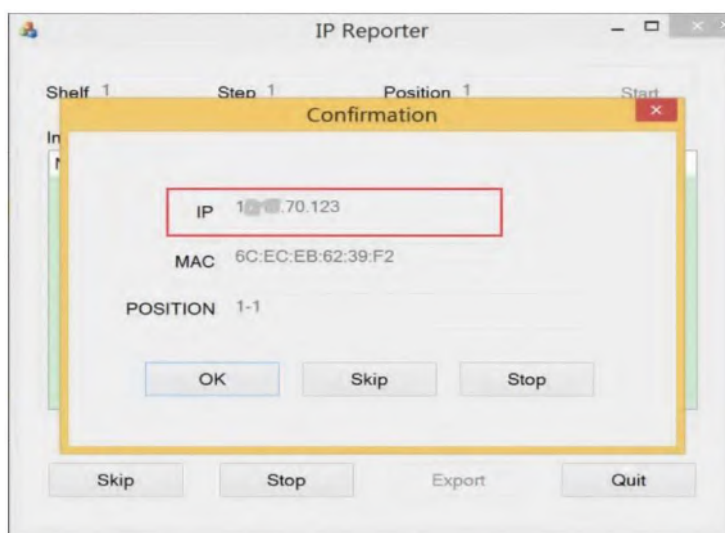 IP Reporter
Shelf 1 Step 1 Position 1 Start
Confirmation
IP .70.123
MAC 6C:EC:EB:62:39:F2
POSITION 1-1
OK Skip Stop
Skip Stop Export Quit